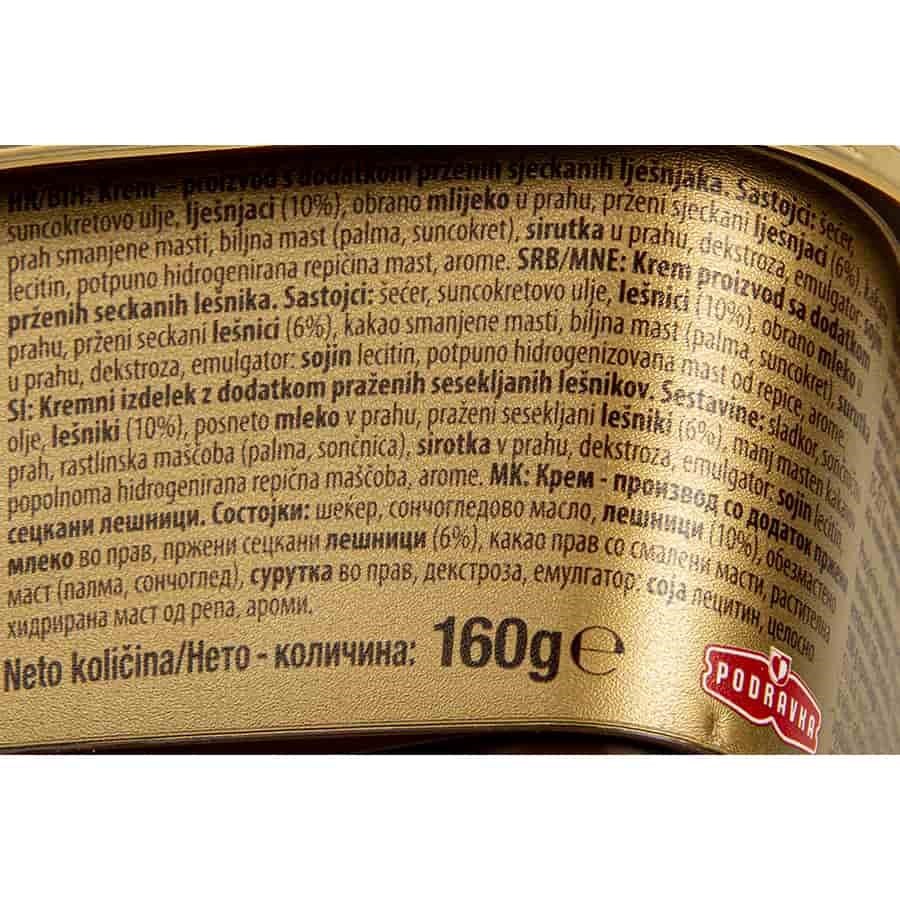 HR/BIH: Krem – proizvod s dodatkom prženih sjeckanih lješnjaka. Sastojci: šećer,
suncokretovo ulje, lješnjaci (10%), obrano mlijeko u prahu, prženi sjeckani lješnjaci (6%), kakao
prah smanjene masti, biljna mast (palma, suncokret), sirutka u prahu, dekstroza, emulgator: sojin
lecitin, potpuno hidrogenirana repičina mast, arome. SRB/MNE: Krem proizvod sa dodatkom
prženih seckanih lešnika. Sastojci: šećer, suncokretovo ulje, lešnici (10%), obrano mleko u
prahu, prženi seckani lešnici (6%), kakao smanjene masti, biljna mast (palma, suncokret), surutka
u prahu, dekstroza, emulgator: sojin lecitin, potpuno hidrogenizovana mast od repice, arome.
SI: Kremni izdelek z dodatkom praženih sesekljanih lešnikov. Sestavine: sladkor, sončnično
olje, lešniki (10%), posneto mleko v prahu, praženi sesekljani lešniki (6%), manj masten kakavov
prah, rastlinska maščoba (palma, sončnica), sirotka v prahu, dekstroza, emulgator: sojin lecitin,
popolnoma hidrogenirana repična maščoba, arome. MK: Крем - производ со додаток пржени
сецкани лешници. Состојки: шеќер, сончогледово масло, лешници (10%), обезмастено
млеко во прав, пржени сецкани лешници (6%), какао прав со смалени масти, растителна
маст (палма, сончоглед), сурутка во прав, декстроза, емулгатор: соја лецитин, целосно
хидрирана маст од репа, ароми.
Neto količina/Нето - количина: 160g ℮
PODRAVKA